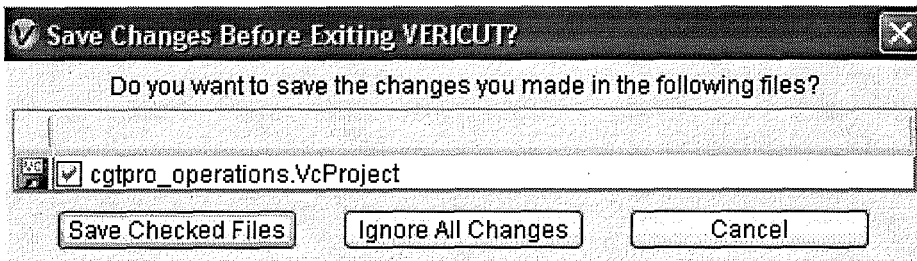 Save Changes Before Exiting VERICUT?
Do you want to save the changes you made in the following files?
cgtpro_operations.VcProject
Save Checked Files Ignore All Changes Cancel